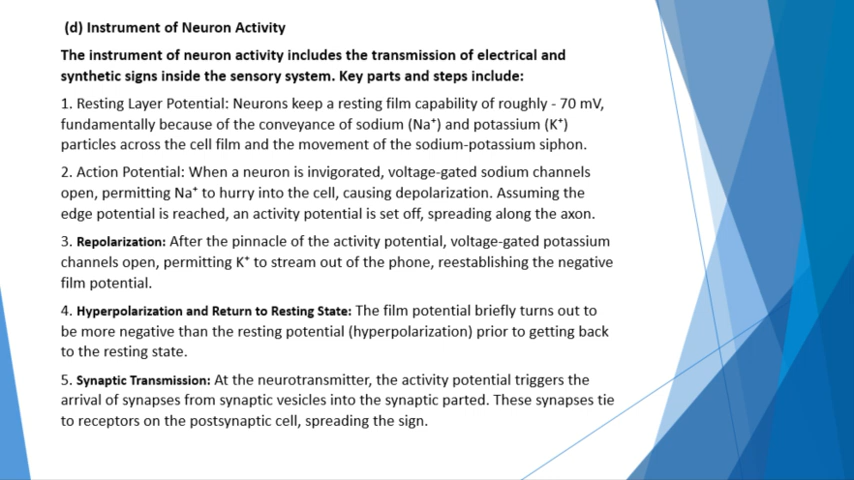 (d) Instrument of Neuron Activity
The instrument of neuron activity includes the transmission of electrical and
synthetic signs inside the sensory system. Key parts and steps include:
1. Resting Layer Potential: Neurons keep a resting film capability of roughly - 70 mV,
fundamentally because of the conveyance of sodium (Na⁺) and potassium (K⁺)
particles across the cell film and the movement of the sodium-potassium siphon.
2. Action Potential: When a neuron is invigorated, voltage-gated sodium channels
open, permitting Na⁺ to hurry into the cell, causing depolarization. Assuming the
edge potential is reached, an activity potential is set off, spreading along the axon.
3. Repolarization: After the pinnacle of the activity potential, voltage-gated potassium
channels open, permitting K⁺ to stream out of the phone, reestablishing the negative
film potential.
4. Hyperpolarization and Return to Resting State: The film potential briefly turns out to
be more negative than the resting potential (hyperpolarization) prior to getting back
to the resting state.
5. Synaptic Transmission: At the neurotransmitter, the activity potential triggers the
arrival of synapses from synaptic vesicles into the synaptic parted. These synapses tie
to receptors on the postsynaptic cell, spreading the sign.